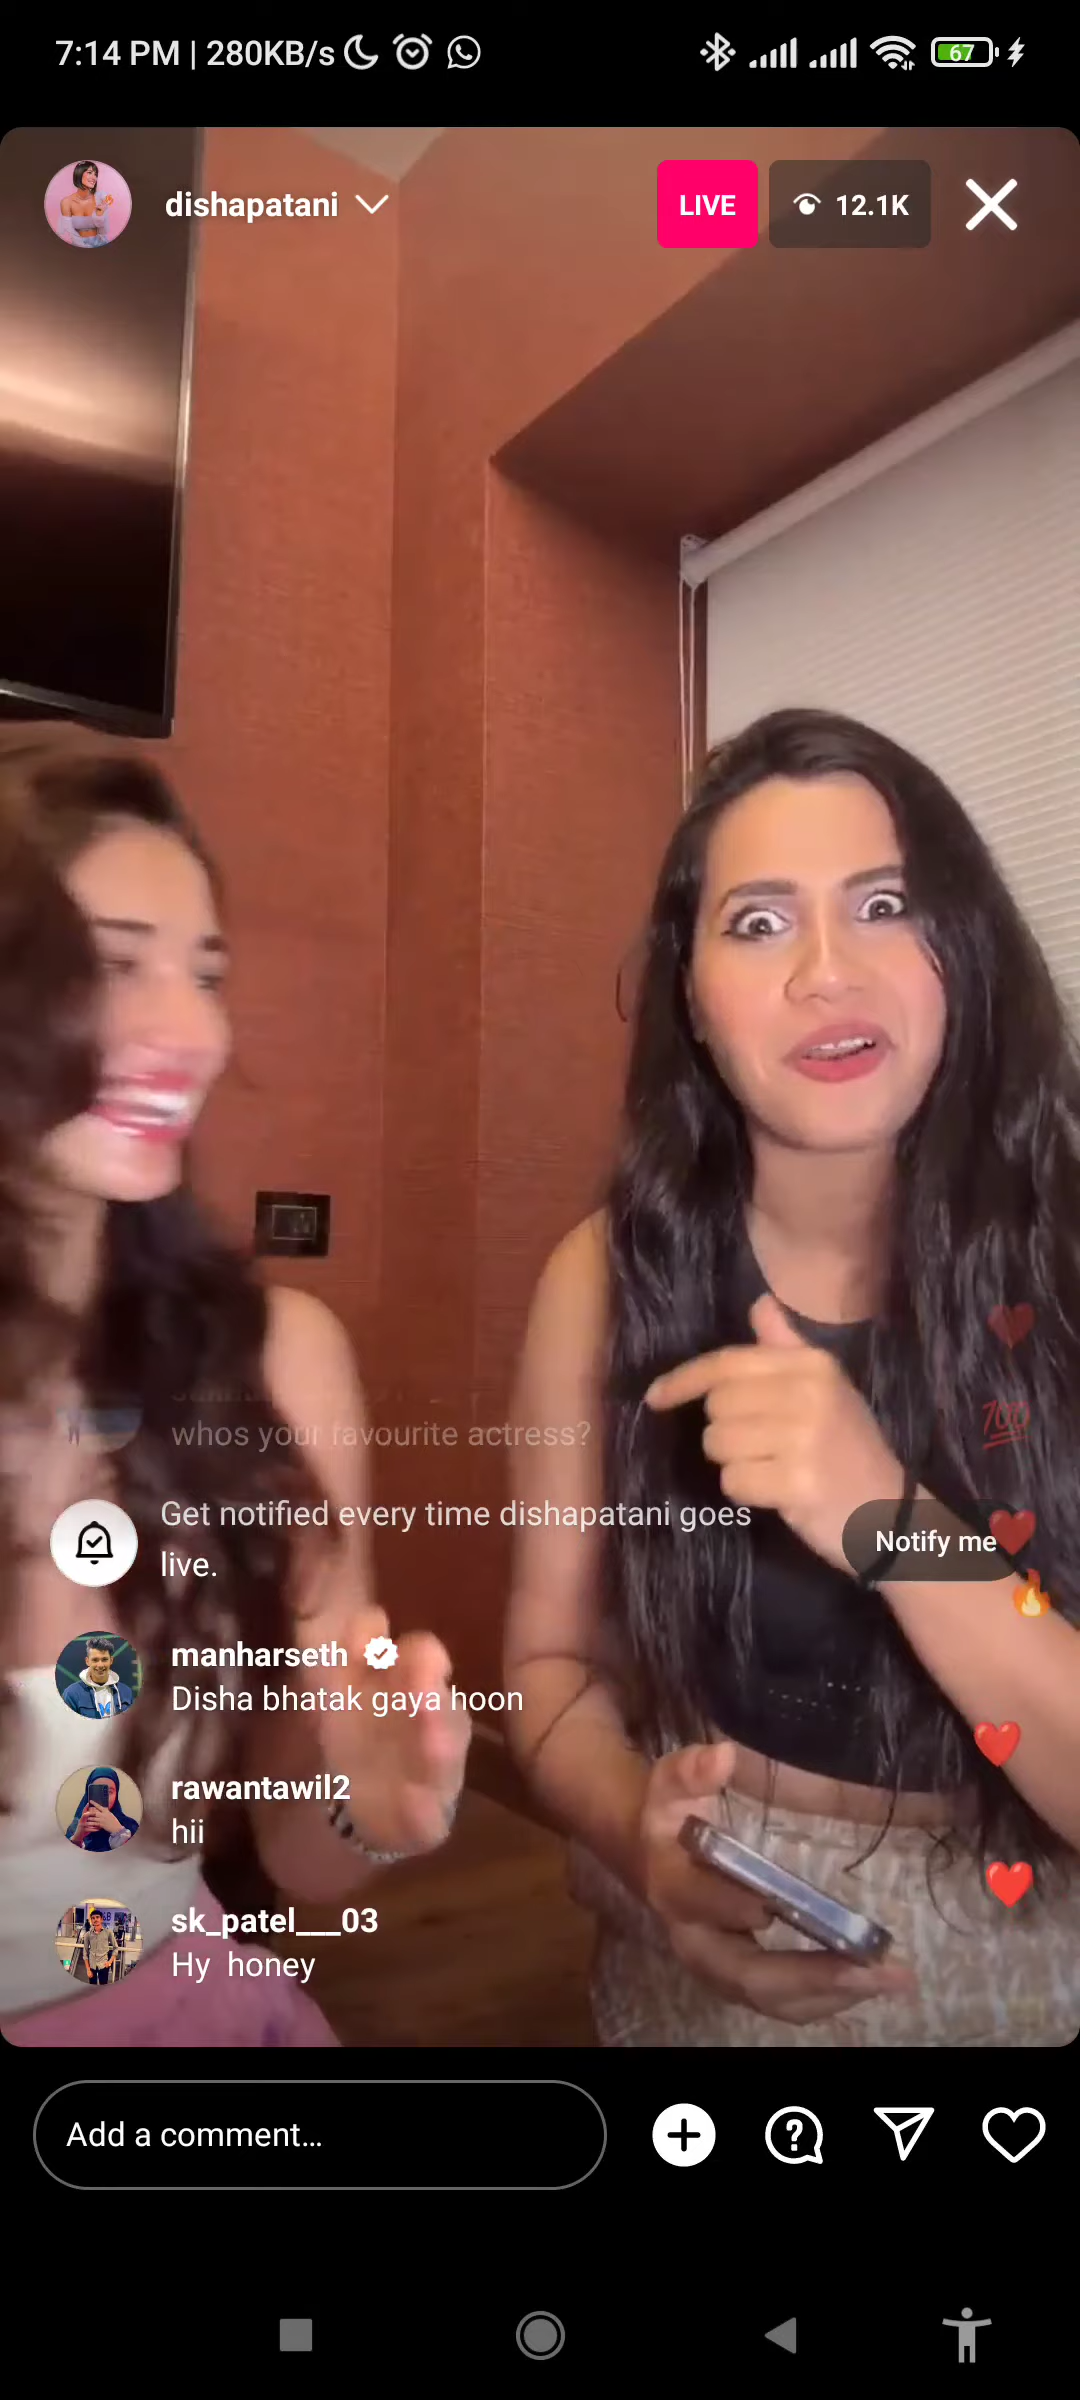 7:14 PM | 280KB/s
67
dishapatani
LIVE
12.1K
whos your favourite actress?
Get notified every time dishapatani goes
live.
Notify me
manharseth
Disha bhatak gaya hoon
rawantawil2
hii
sk_patel___03
Hy honey
Add a comment...